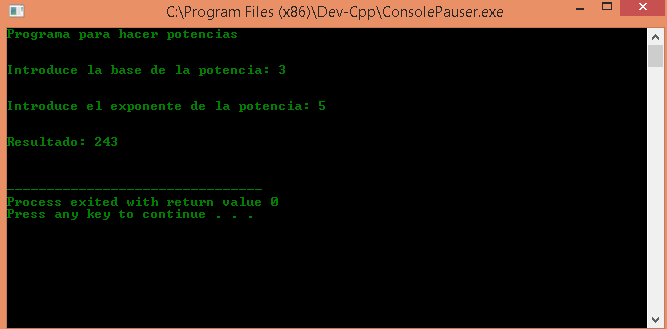 C:\Program Files (x86)\Dev-Cpp\ConsolePauser.exe
Programa para hacer potencias
Introduce la base de la potencia: 3
Introduce el exponente de la potencia: 5
Resultado: 243
--------------------------------
Process exited with return value 0
Press any key to continue . . .